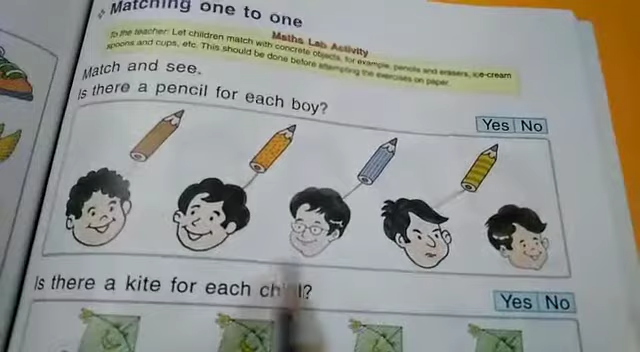 Matching one to one
Maths Lab Activity
To the teacher: Let children match with concrete objects, for example, pencils and erasers, ice-cream
spoons and cups, etc. This should be done before attempting the exercises on paper.
Match and see.
Is there a pencil for each boy?
Yes No
Is there a kite for each
Yes No